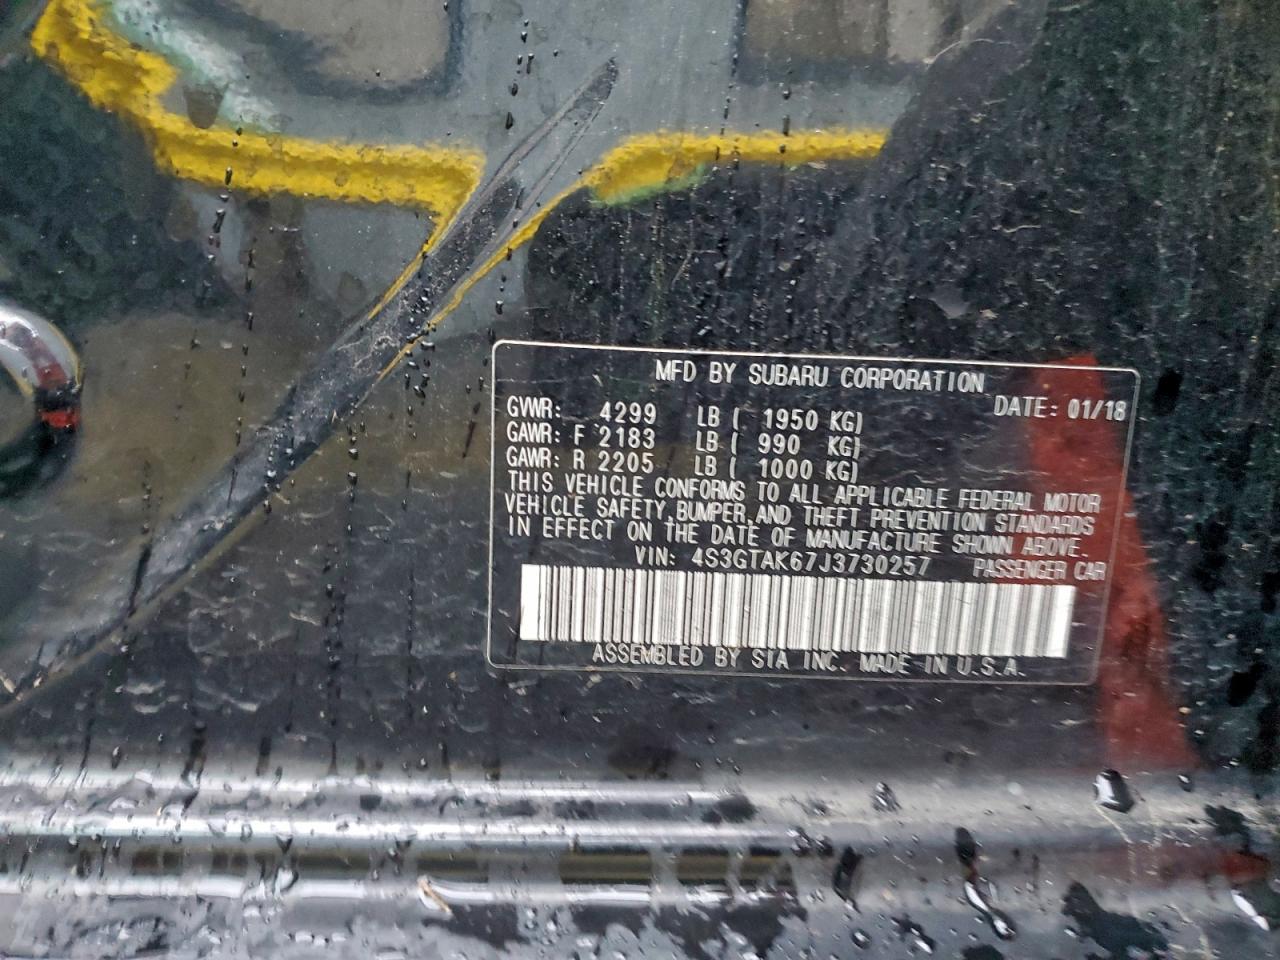 MFD BY SUBARU CORPORATION
GVWR: 4299 LB ( 1950 KG) DATE: 01/18
GAWR: F 2183 LB ( 990 KG)
GAWR: R 2205 LB ( 1000 KG)
THIS VEHICLE CONFORMS TO ALL APPLICABLE FEDERAL MOTOR
VEHICLE SAFETY, BUMPER, AND THEFT PREVENTION STANDARDS
IN EFFECT ON THE DATE OF MANUFACTURE SHOWN ABOVE.
VIN: 4S3GTAK67J3730257 PASSENGER CAR
ASSEMBLED BY SIA INC. MADE IN U.S.A.